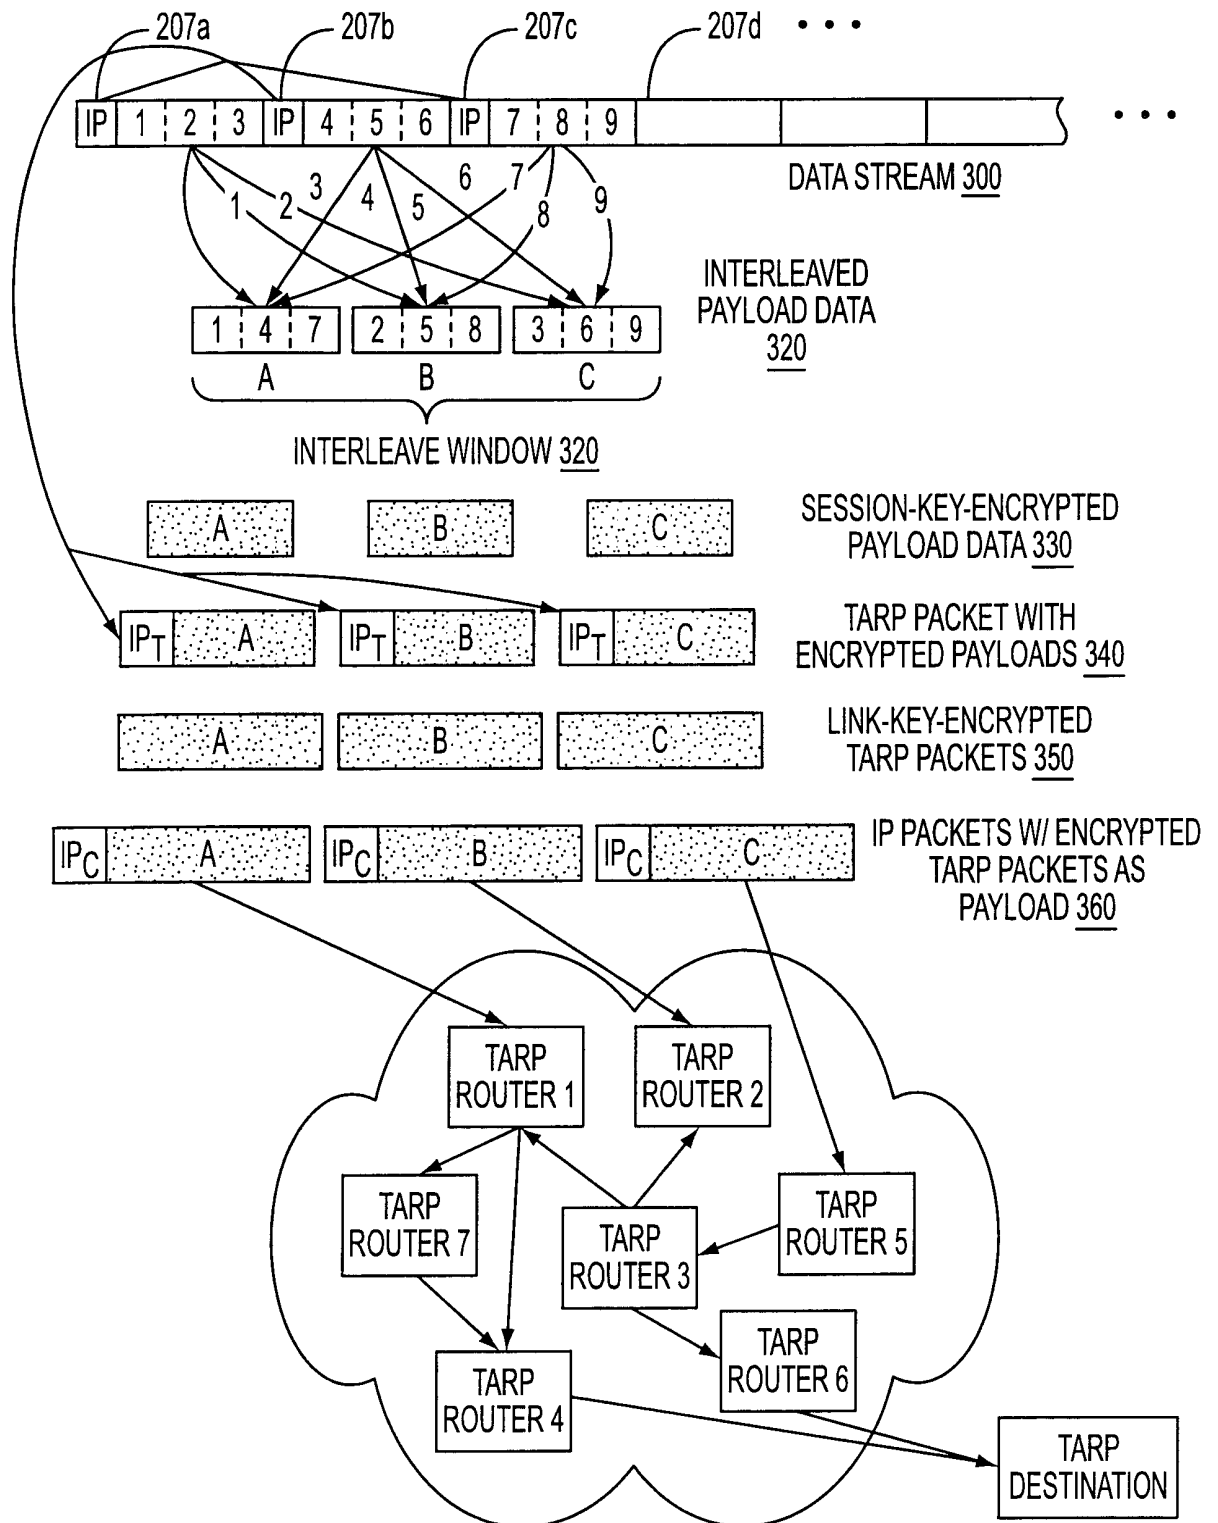 207a 207b 207c 207d • • •
IP 1 2 3 IP 4 5 6 IP 7 8 9 • • •
DATA STREAM 300
1 2 3 4 5 6 7 8 9
INTERLEAVED
PAYLOAD DATA
320
1 4 7 2 5 8 3 6 9
A B C
INTERLEAVE WINDOW 320
A B C
SESSION-KEY-ENCRYPTED
PAYLOAD DATA 330
IPT A IPT B IPT C
TARP PACKET WITH
ENCRYPTED PAYLOADS 340
A B C
LINK-KEY-ENCRYPTED
TARP PACKETS 350
IPC A IPC B IPC C
IP PACKETS W/ ENCRYPTED
TARP PACKETS AS
PAYLOAD 360
TARP
ROUTER 1
TARP
ROUTER 2
TARP
ROUTER 7
TARP
ROUTER 3
TARP
ROUTER 5
TARP
ROUTER 4
TARP
ROUTER 6
TARP
DESTINATION